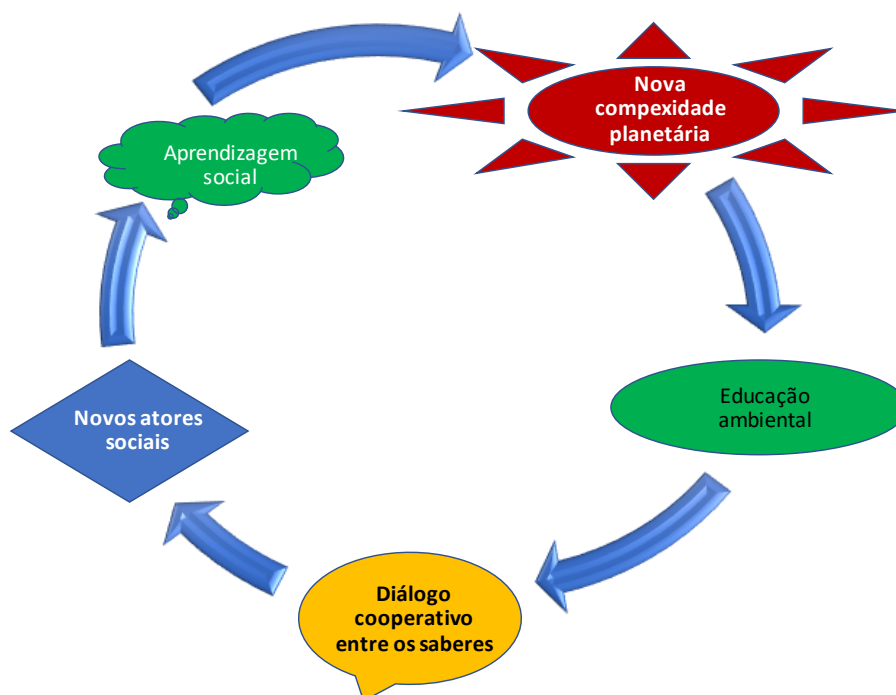 Nova
compexidade
planetária
Educação
ambiental
Diálogo
cooperativo
entre os saberes
Novos atores
sociais
Aprendizagem
social